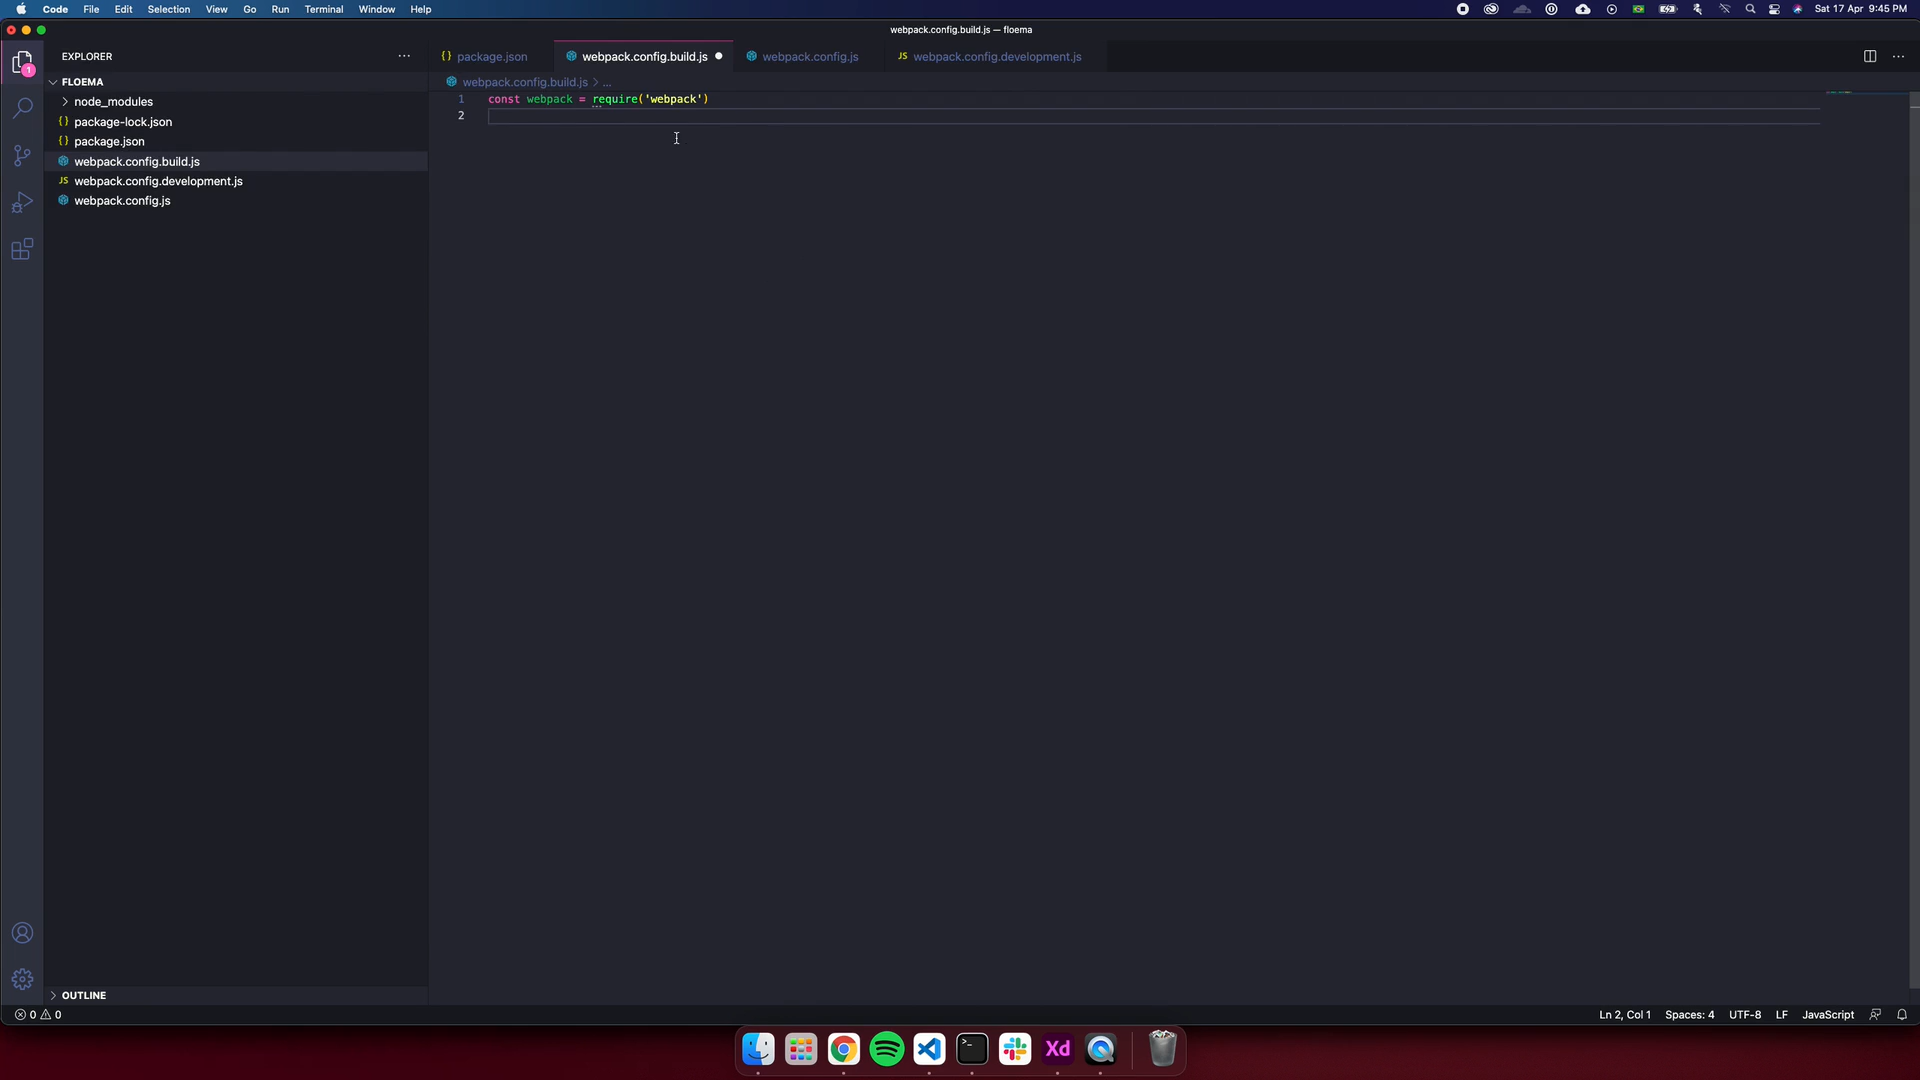 Code File Edit Selection View Go Run Terminal Window Help Sat 17 Apr 9:45 PM
webpack.config.build.js — floema
EXPLORER
FLOEMA
node_modules
package-lock.json
package.json
webpack.config.build.js
webpack.config.development.js
webpack.config.js
package.json webpack.config.build.js webpack.config.js JS webpack.config.development.js
webpack.config.build.js > ...
1 const webpack = require('webpack')
2
OUTLINE
0 0 Ln 2, Col 1 Spaces: 4 UTF-8 LF JavaScript
Xd